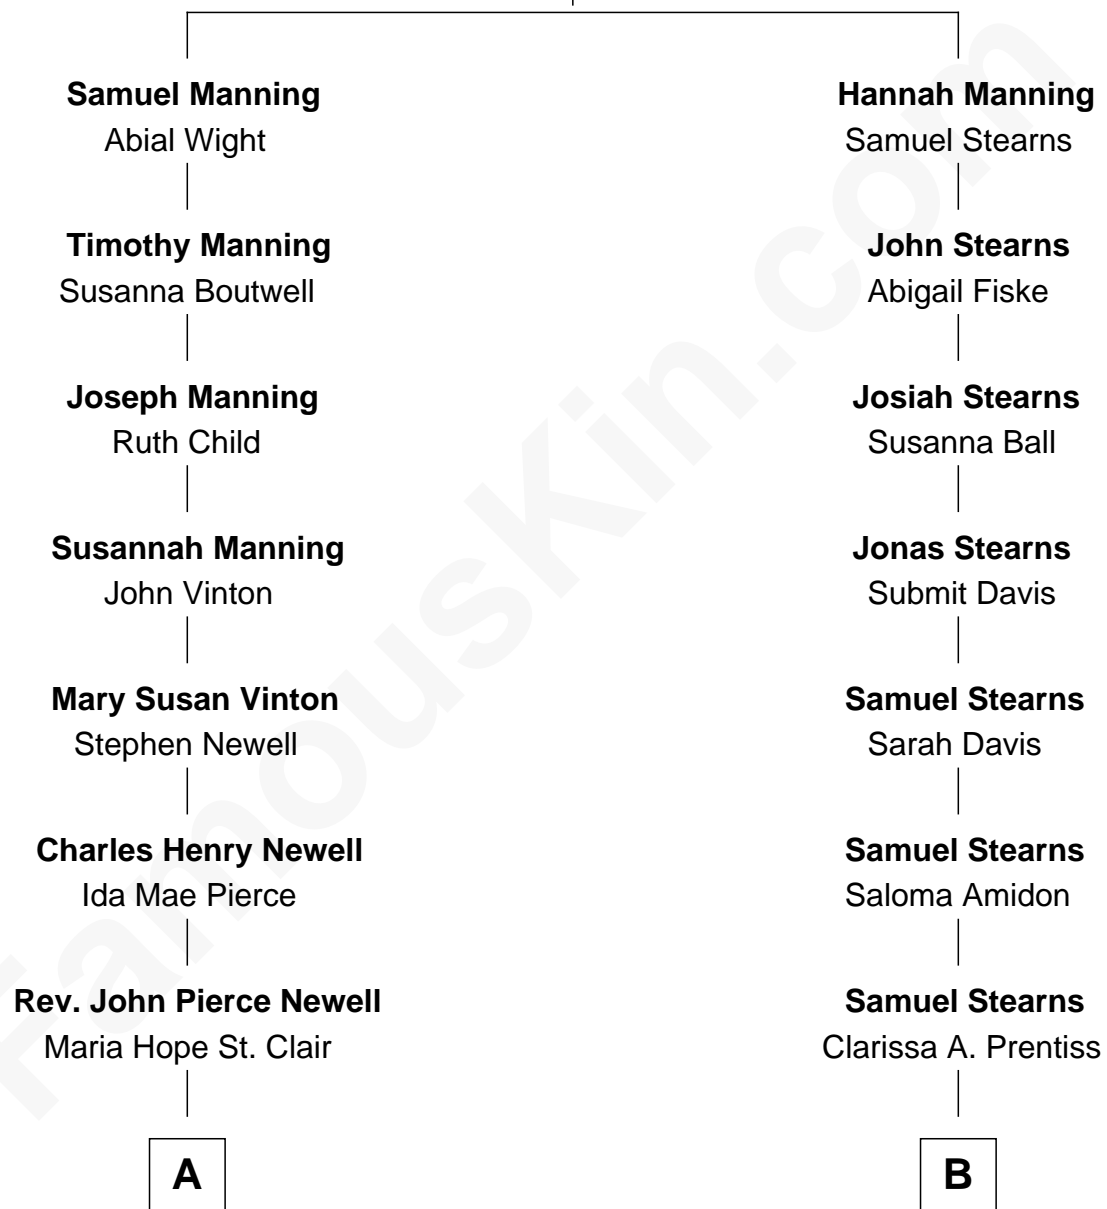 Samuel Manning
Abial Wight
Timothy Manning
Susanna Boutwell
Joseph Manning
Ruth Child
Susannah Manning
John Vinton
Mary Susan Vinton
Stephen Newell
Charles Henry Newell
Ida Mae Pierce
Rev. John Pierce Newell
Maria Hope St. Clair
A
Hannah Manning
Samuel Stearns
John Stearns
Abigail Fiske
Josiah Stearns
Susanna Ball
Jonas Stearns
Submit Davis
Samuel Stearns
Sarah Davis
Samuel Stearns
Saloma Amidon
Samuel Stearns
Clarissa A. Prentiss
B
FamousKin.com